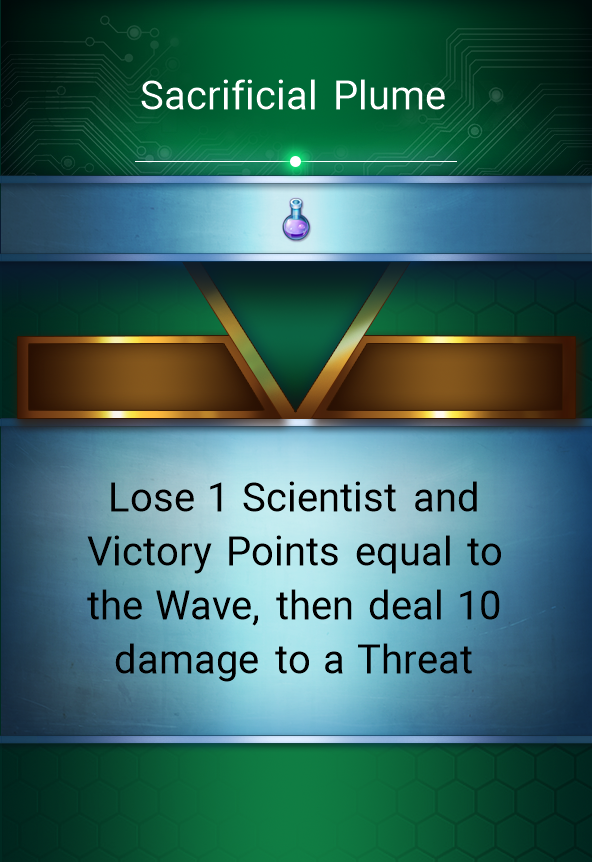 Sacrificial Plume
Lose 1 Scientist and
Victory Points equal to
the Wave, then deal 10
damage to a Threat